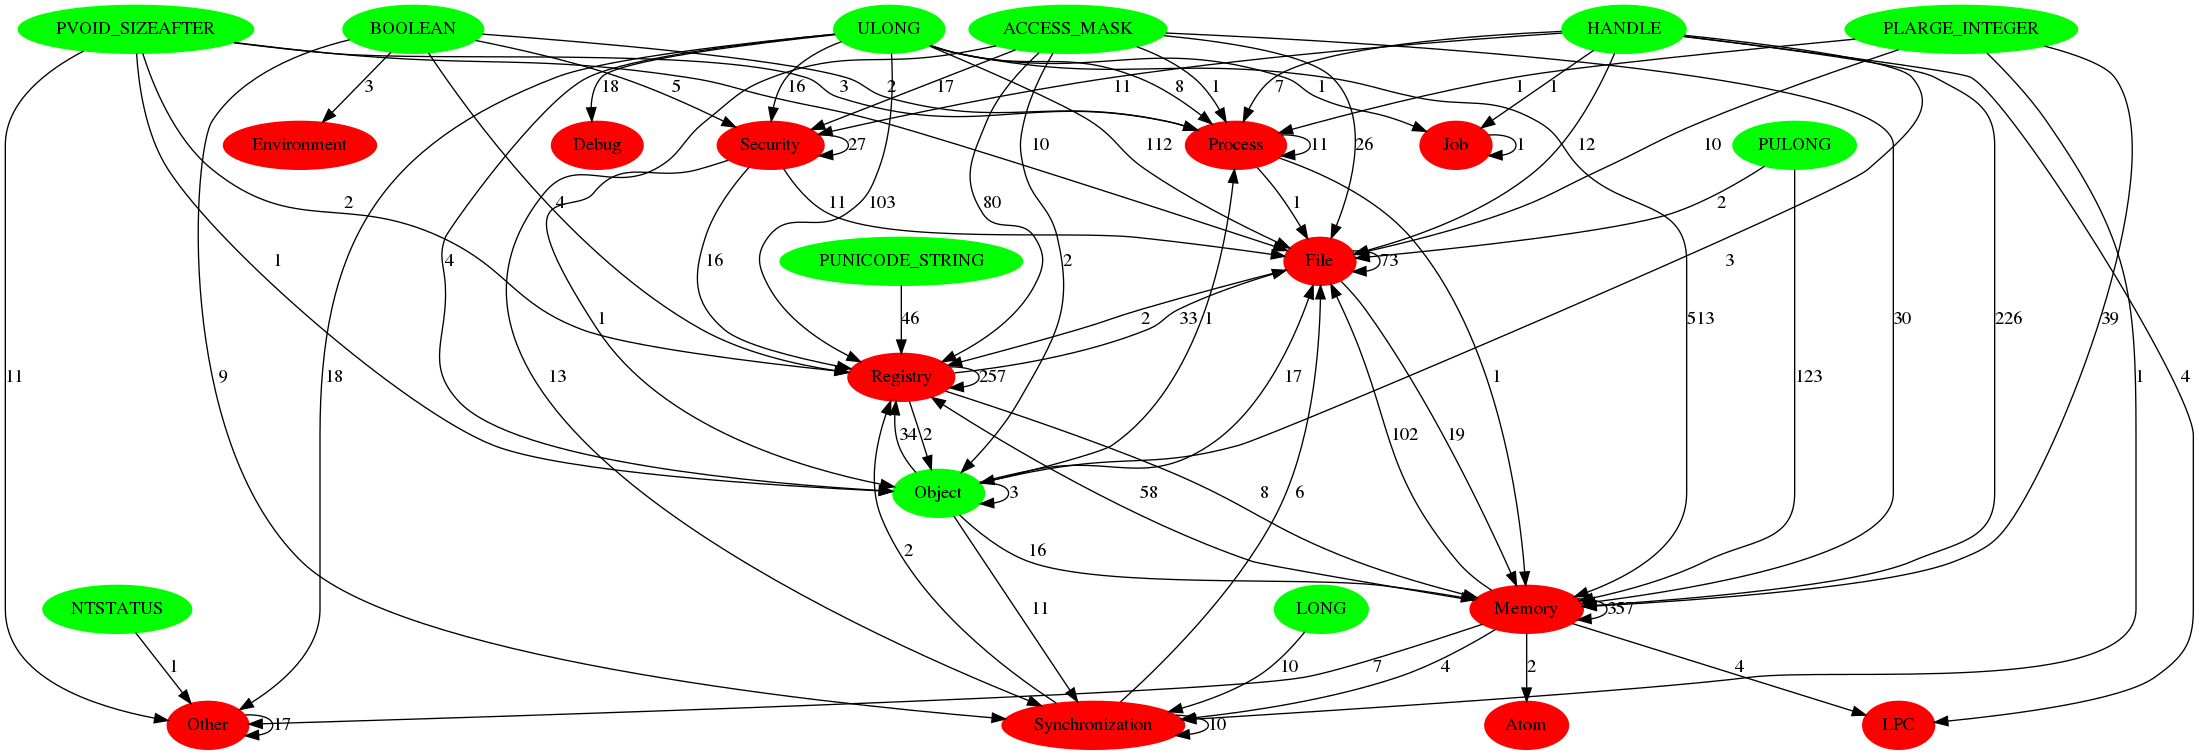 PVOID_SIZEAFTER BOOLEAN ULONG ACCESS_MASK HANDLE PLARGE_INTEGER
3 18 5 16 2 3 17 11 8 1 7 1 1 1
Environment Debug Security 27 10 112 Process 11 26 Job 1 12 10 PULONG
2 4 11 103 80 1 2
1 4 16 PUNICODE_STRING 2 File 73 3
1 46 2 33 1 513 30 226 39
11 9 18 13 Registry 257 17 1 123 1 4
34 2 102 19
Object 3 58 8
2 16
NTSTATUS 11 LONG Memory 357
1 10 7 4 2 4
6
Other 17 Synchronization 10 Atom LPC